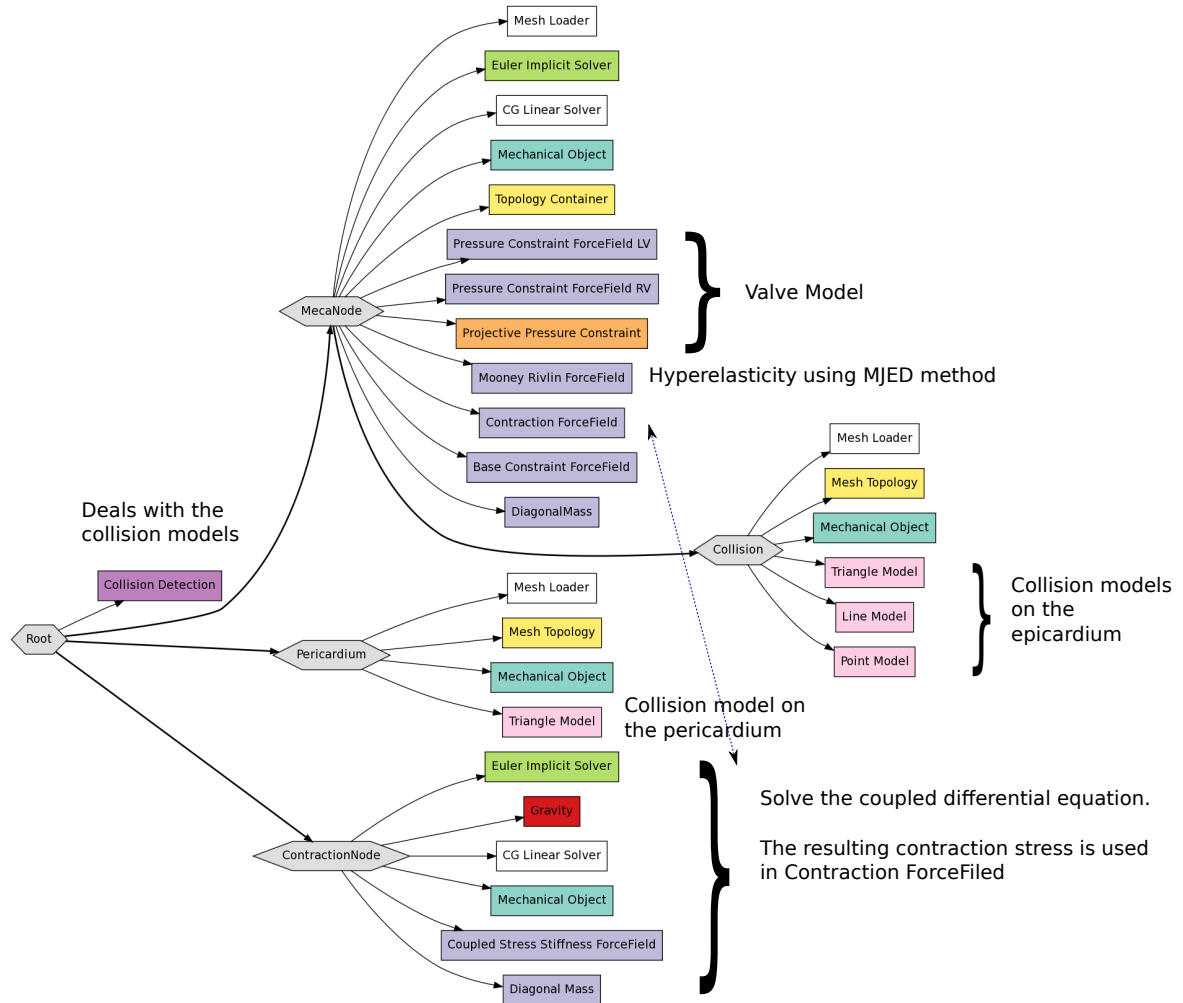 Mesh Loader
Euler Implicit Solver
CG Linear Solver
Mechanical Object
Topology Container
Pressure Constraint ForceField LV
Pressure Constraint ForceField RV
Valve Model
MecaNode
Projective Pressure Constraint
Mooney Rivlin ForceField
Hyperelasticity using MJED method
Contraction ForceField
Base Constraint ForceField
DiagonalMass
Mesh Loader
Mesh Topology
Mechanical Object
Collision
Triangle Model
Line Model
Point Model
Collision models
on the
epicardium
Deals with the
collision models
Collision Detection
Root
Mesh Loader
Mesh Topology
Pericardium
Mechanical Object
Triangle Model
Collision model on
the pericardium
Euler Implicit Solver
Gravity
ContractionNode
CG Linear Solver
Mechanical Object
Coupled Stress Stiffness ForceField
Diagonal Mass
Solve the coupled differential equation.
The resulting contraction stress is used
in Contraction ForceFiled